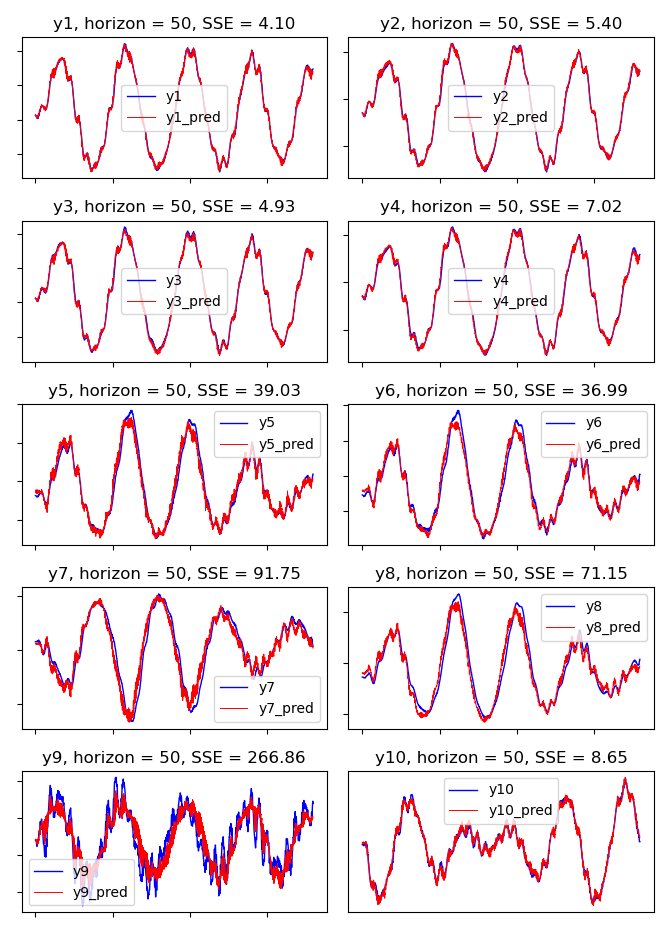 y1, horizon = 50, SSE = 4.10
y1
y1_pred
y2, horizon = 50, SSE = 5.40
y2
y2_pred
y3, horizon = 50, SSE = 4.93
y3
y3_pred
y4, horizon = 50, SSE = 7.02
y4
y4_pred
y5, horizon = 50, SSE = 39.03
y5
y5_pred
y6, horizon = 50, SSE = 36.99
y6
y6_pred
y7, horizon = 50, SSE = 91.75
y7
y7_pred
y8, horizon = 50, SSE = 71.15
y8
y8_pred
y9, horizon = 50, SSE = 266.86
y9
y9_pred
y10, horizon = 50, SSE = 8.65
y10
y10_pred